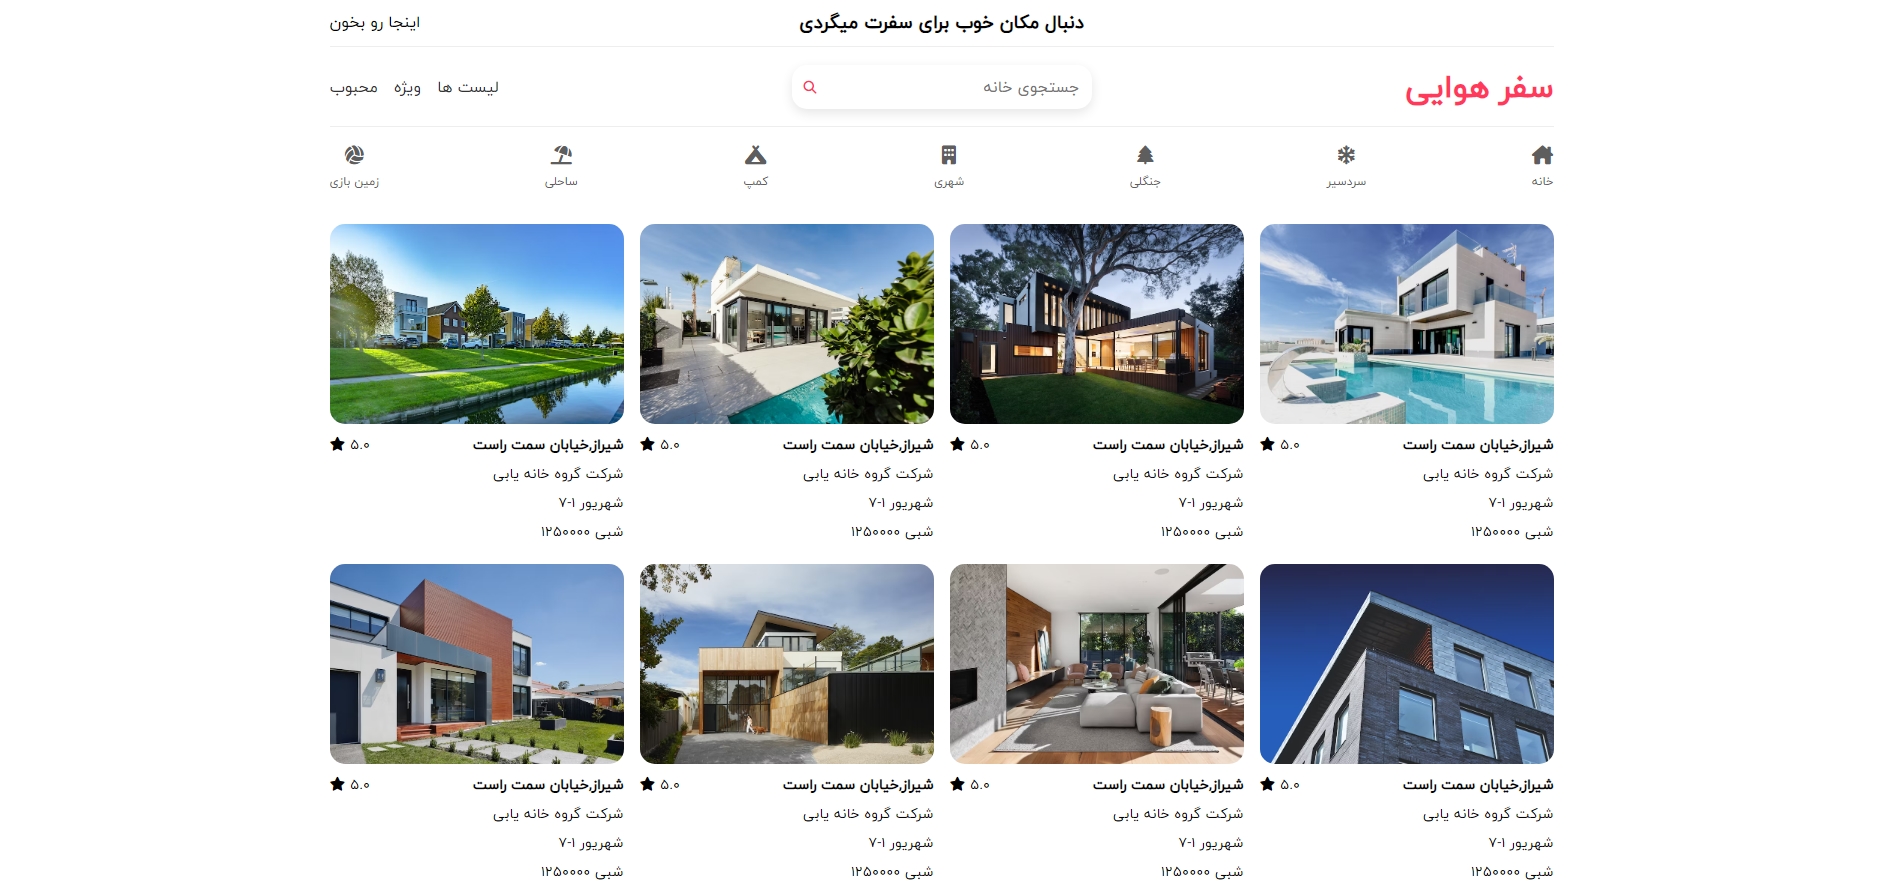 دنبال مکان خوب برای سفرت میگردی
اینجا رو بخون
سفر هوایی
جستجوی خانه
لیست ها ویژه محبوب
خانه سردسیر جنگلی شهری کمپ ساحلی زمین بازی
شیراز,خیابان سمت راست ۵.۰ شیراز,خیابان سمت راست ۵.۰ شیراز,خیابان سمت راست ۵.۰ شیراز,خیابان سمت راست ۵.۰
شرکت گروه خانه یابی شرکت گروه خانه یابی شرکت گروه خانه یابی شرکت گروه خانه یابی
شهریور ۱-۷ شهریور ۱-۷ شهریور ۱-۷ شهریور ۱-۷
شبی ۱۲۵۰۰۰۰ شبی ۱۲۵۰۰۰۰ شبی ۱۲۵۰۰۰۰ شبی ۱۲۵۰۰۰۰
شیراز,خیابان سمت راست ۵.۰ شیراز,خیابان سمت راست ۵.۰ شیراز,خیابان سمت راست ۵.۰ شیراز,خیابان سمت راست ۵.۰
شرکت گروه خانه یابی شرکت گروه خانه یابی شرکت گروه خانه یابی شرکت گروه خانه یابی
شهریور ۱-۷ شهریور ۱-۷ شهریور ۱-۷ شهریور ۱-۷
شبی ۱۲۵۰۰۰۰ شبی ۱۲۵۰۰۰۰ شبی ۱۲۵۰۰۰۰ شبی ۱۲۵۰۰۰۰